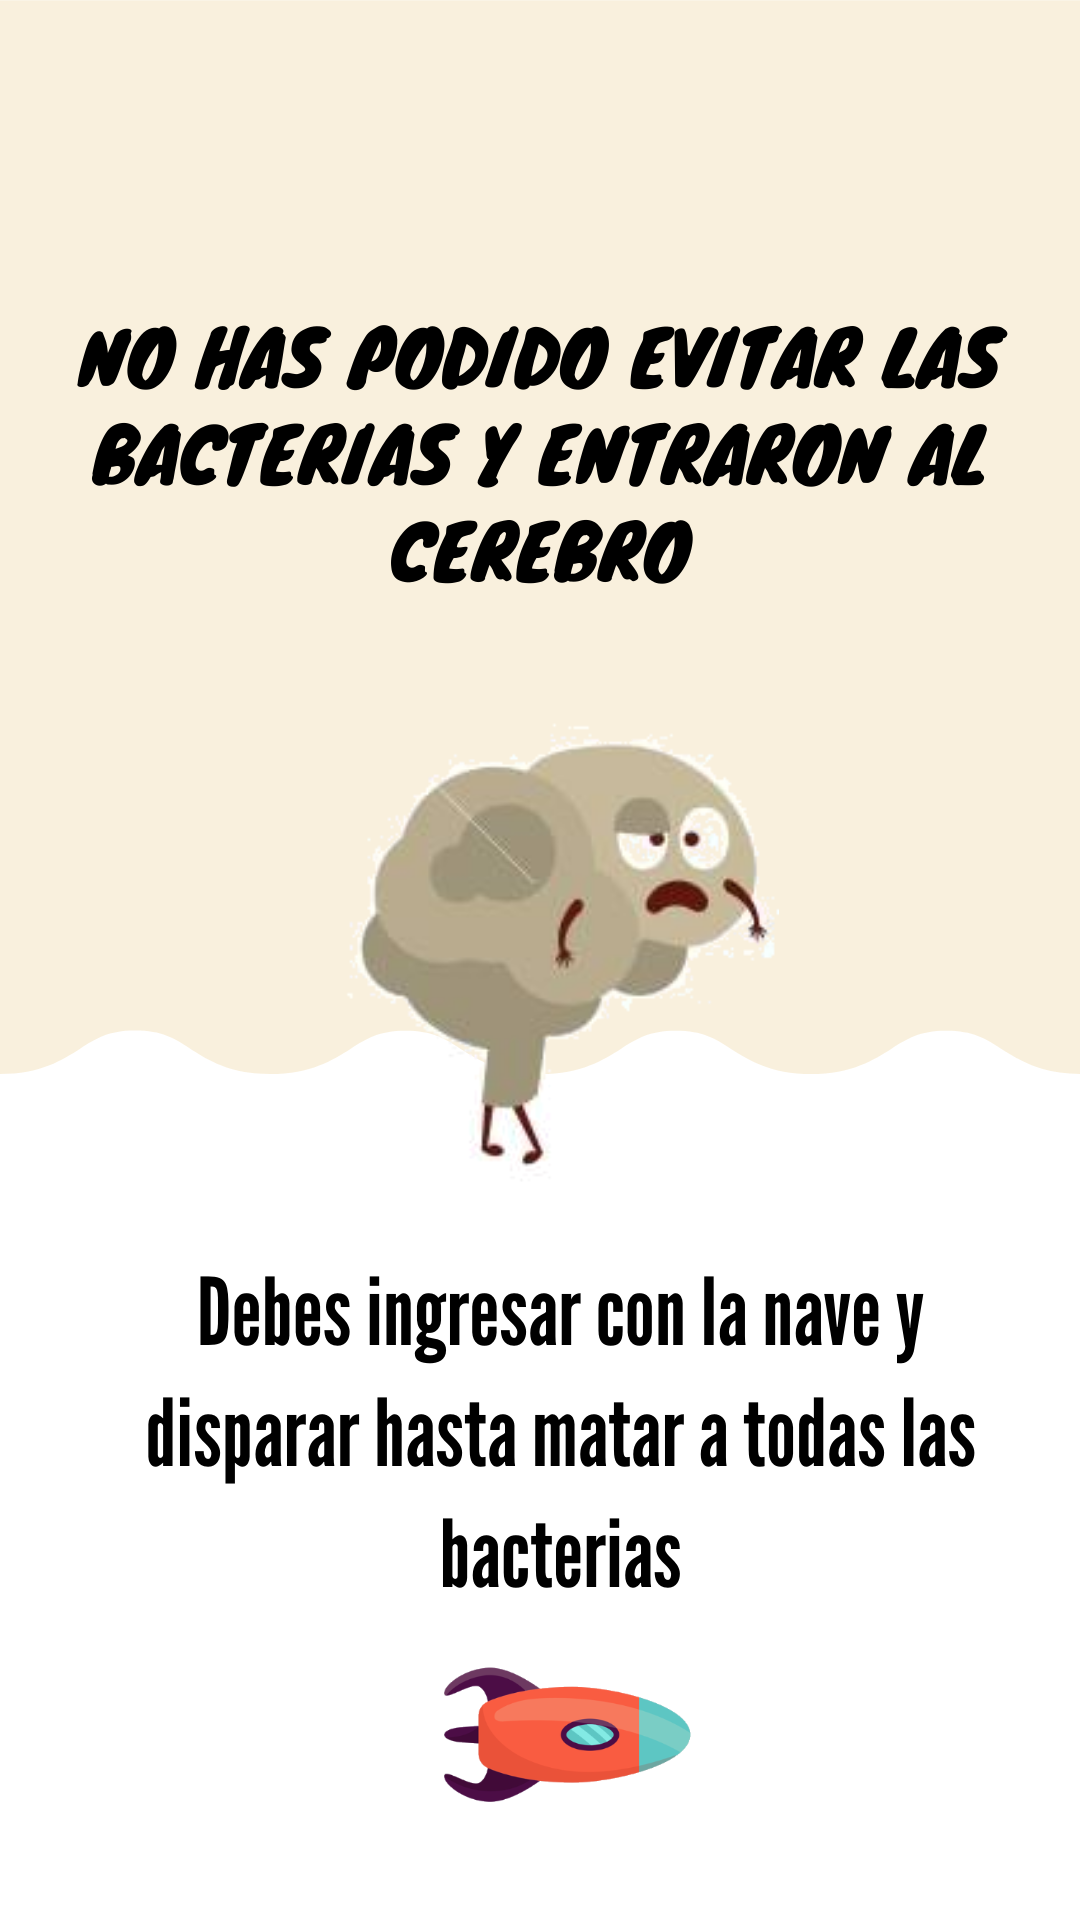 NO HAS PODIDO EVITAR LAS
BACTERIAS Y ENTRARON AL
CEREBRO
Debes ingresar con la nave y
disparar hasta matar a todas las
bacterias